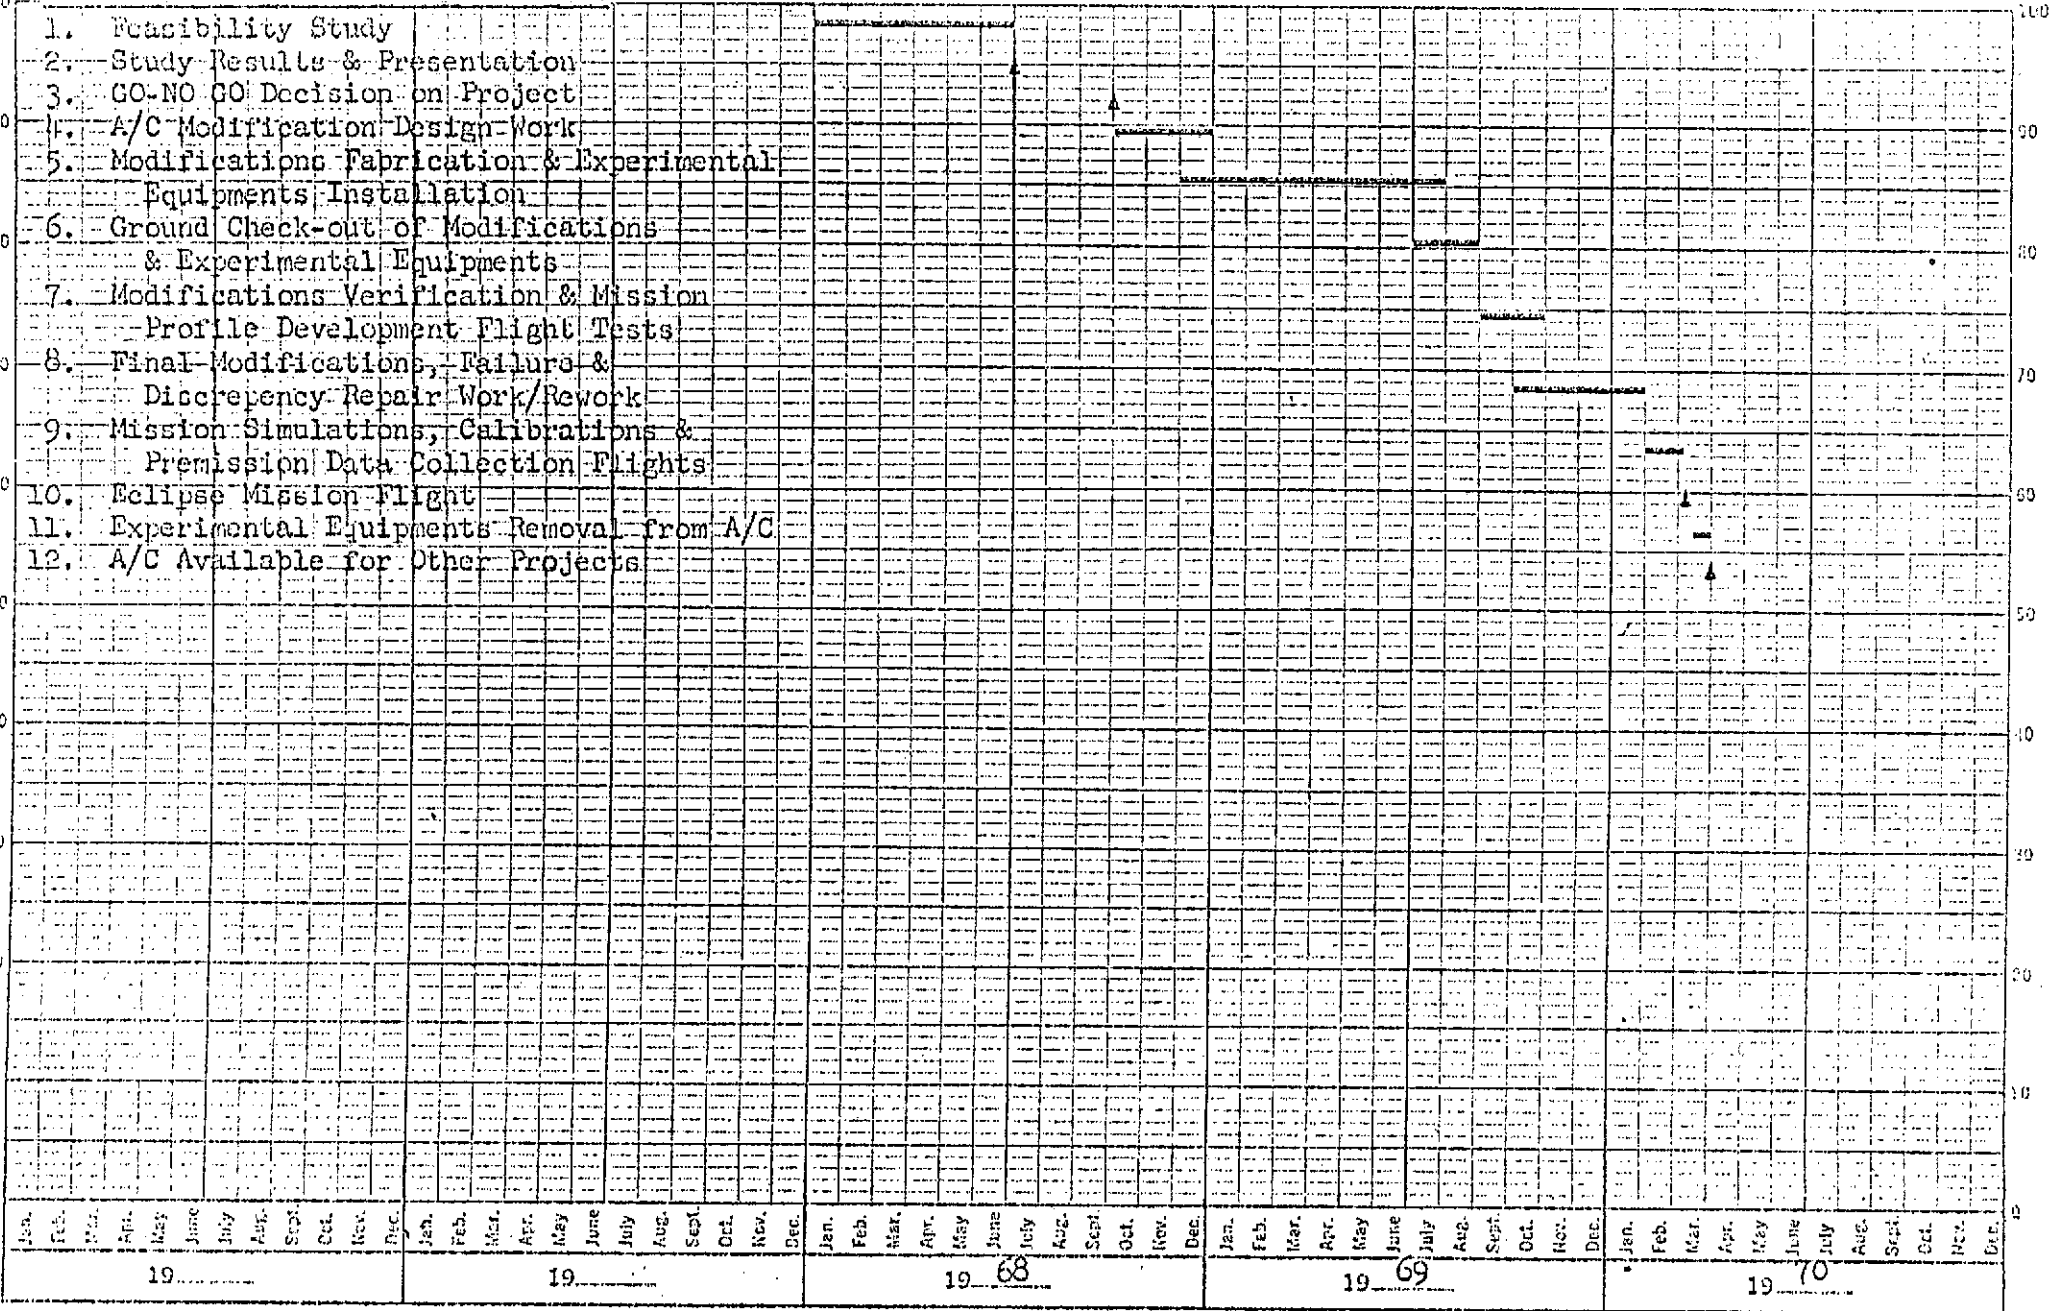 1. Feasibility Study
2. Study Results & Presentation
3. GO-NO GO Decision on Project
4. A/C Modification Design Work
5. Modifications Fabrication & Experimental
Equipments Installation
6. Ground Check-out of Modifications
& Experimental Equipments
7. Modifications Verification & Mission
Profile Development Flight Tests
8. Final Modifications, Failure &
Discrepency Repair Work/Rework
9. Mission Simulations, Calibrations &
Premission Data Collection Flights
10. Eclipse Mission Flight
11. Experimental Equipments Removal from A/C
12. A/C Available for Other Projects
100
90
80
70
60
50
40
30
20
10
0
Jan. Feb. Mar. Apr. May June July Aug. Sept. Oct. Nov. Dec. Jan. Feb. Mar. Apr. May June July Aug. Sept. Oct. Nov. Dec. Jan. Feb. Mar. Apr. May June July Aug. Sept. Oct. Nov. Dec. Jan. Feb. Mar. Apr. May June July Aug. Sept. Oct. Nov. Dec. Jan. Feb. Mar. Apr. May June July Aug. Sept. Oct. Nov. Dec.
19 19 19 68 19 69 19 70